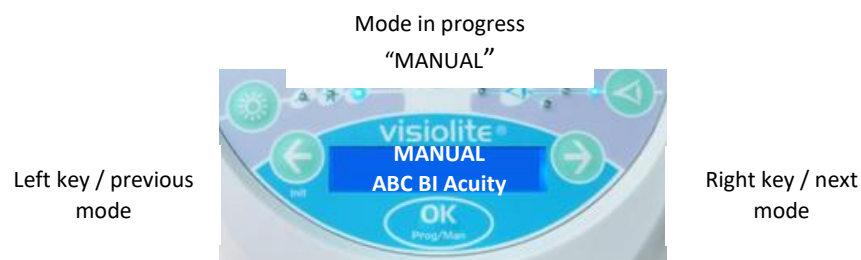 Mode in progress
“MANUAL”
visiolite®
MANUAL
ABC BI Acuity
Left key / previous
mode
Right key / next
mode
Init
OK
Prog/Man